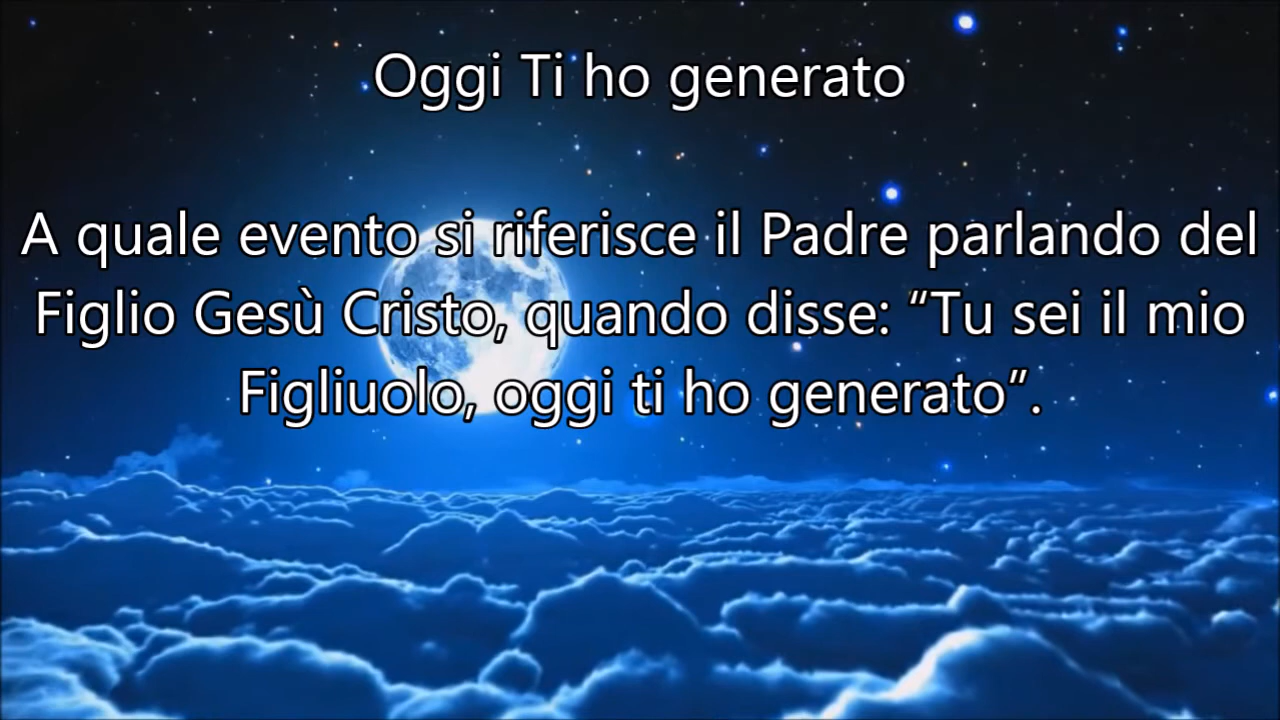 Oggi Ti ho generato
A quale evento si riferisce il Padre parlando del
Figlio Gesù Cristo, quando disse: “Tu sei il mio
Figliuolo, oggi ti ho generato”.